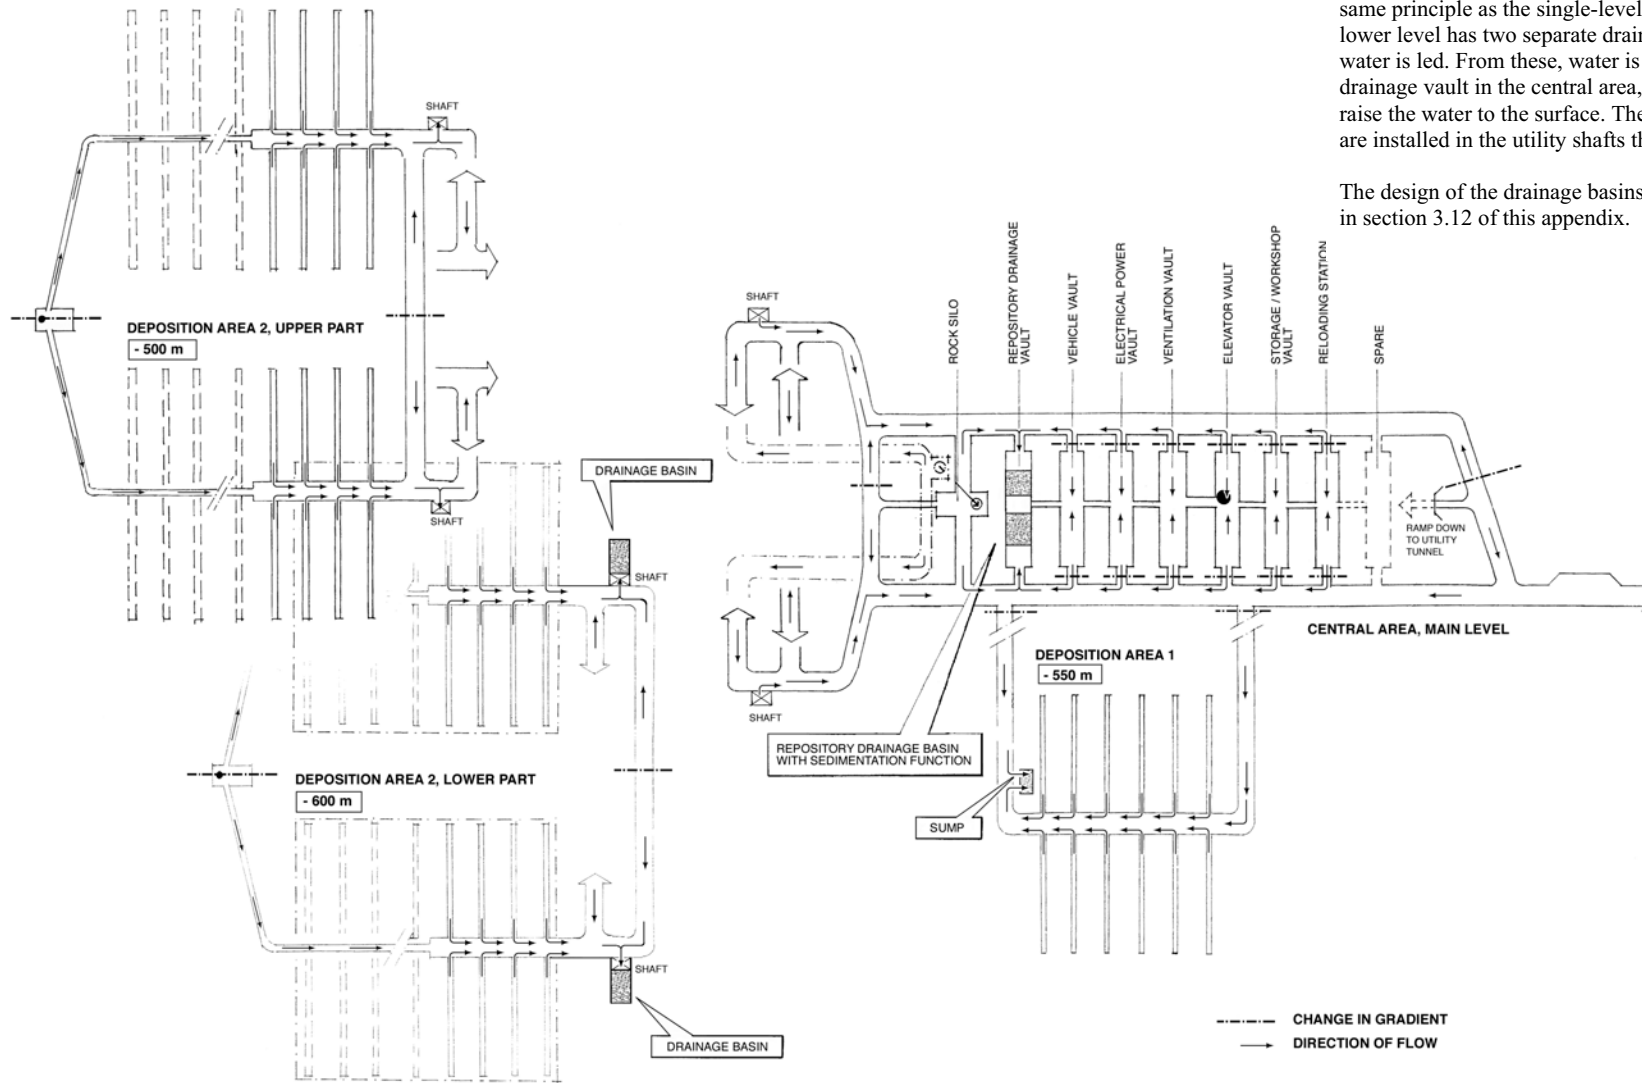 same principle as the single-level
lower level has two separate drai
water is led. From these, water is
drainage vault in the central area,
raise the water to the surface. The
are installed in the utility shafts th
The design of the drainage basins
in section 3.12 of this appendix.
SHAFT
DEPOSITION AREA 2, UPPER PART
- 500 m
SHAFT
DRAINAGE BASIN
SHAFT
DEPOSITION AREA 2, LOWER PART
- 600 m
SHAFT
DRAINAGE BASIN
SHAFT
ROCK SILO
REPOSITORY DRAINAGE
VAULT
VEHICLE VAULT
ELECTRICAL POWER
VAULT
VENTILATION VAULT
ELEVATOR VAULT
STORAGE / WORKSHOP
VAULT
RELOADING STATION
SPARE
RAMP DOWN
TO UTILITY
TUNNEL
CENTRAL AREA, MAIN LEVEL
SHAFT
REPOSITORY DRAINAGE BASIN
WITH SEDIMENTATION FUNCTION
DEPOSITION AREA 1
- 550 m
SUMP
CHANGE IN GRADIENT
DIRECTION OF FLOW